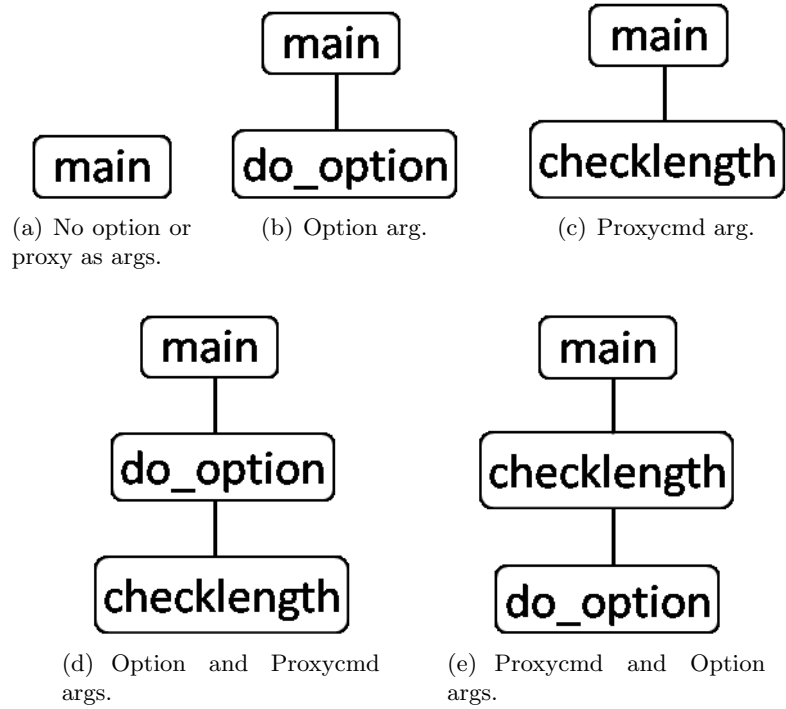 main
do_option
main
checklength
main
(a) No option or
proxy as args.
(b) Option arg.
(c) Proxycmd arg.
main
do_option
checklength
(d) Option and Proxycmd
args.
main
checklength
do_option
(e) Proxycmd and Option
args.